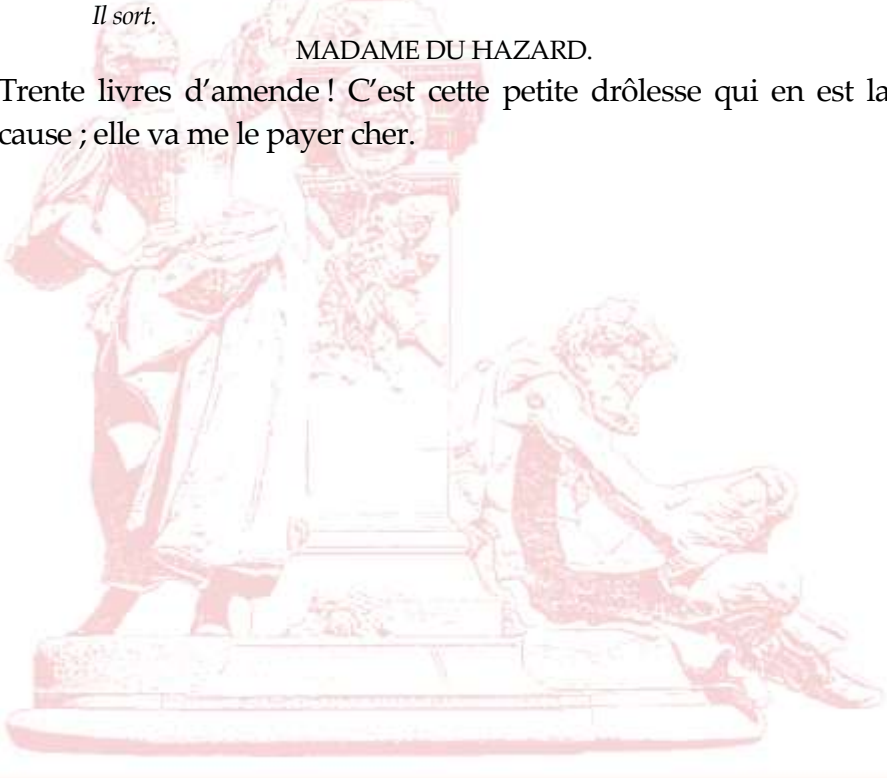 Il sort.
MADAME DU HAZARD.
Trente livres d’amende ! C’est cette petite drôlesse qui en est la
cause ; elle va me le payer cher.